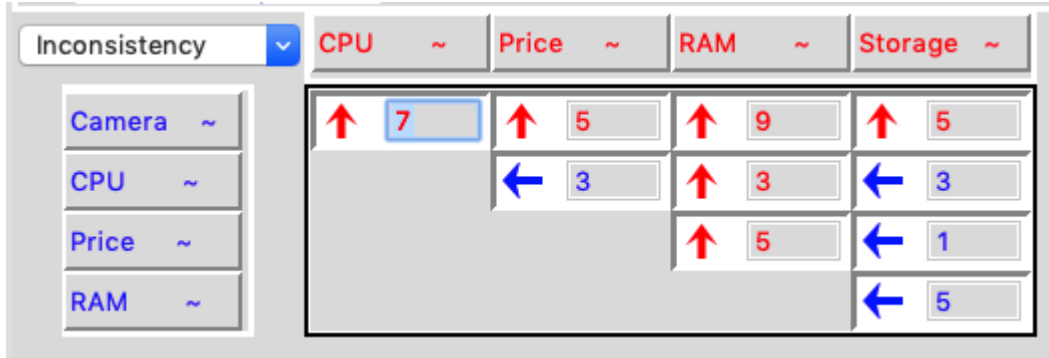 Inconsistency CPU ~ Price ~ RAM ~ Storage ~
Camera ~ 7 5 9 5
CPU ~ 3 3 3
Price ~ 5 1
RAM ~ 5